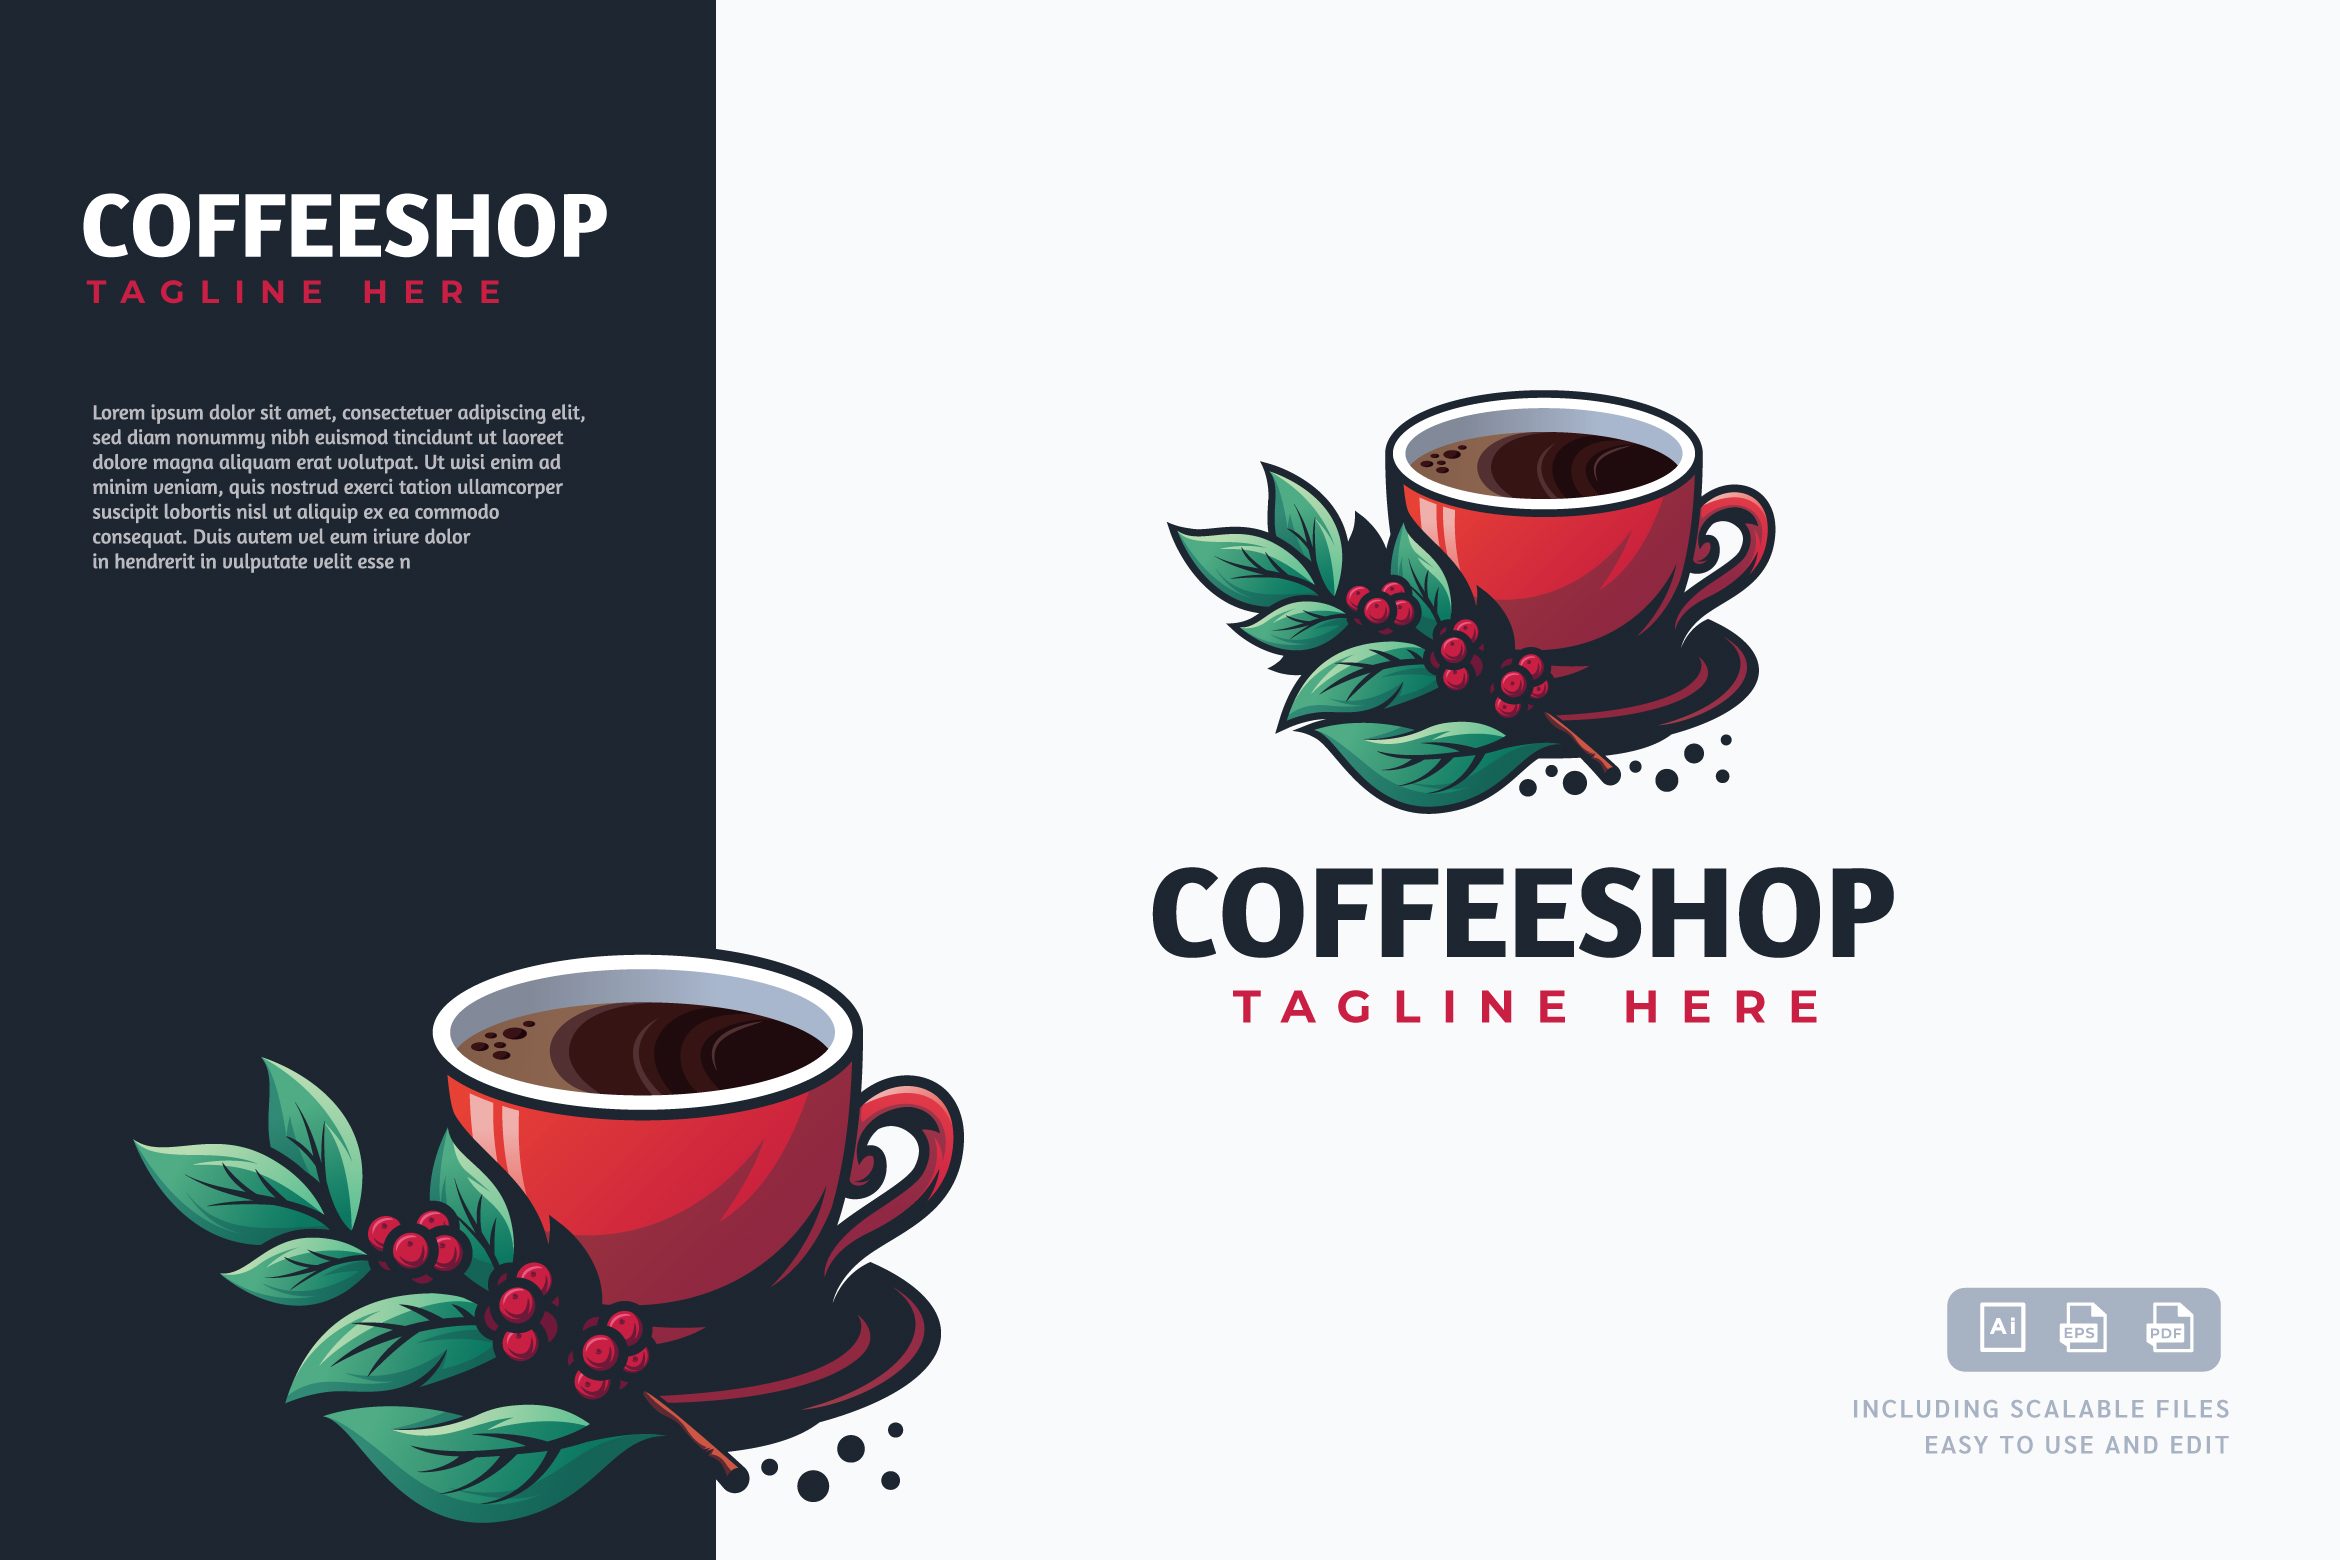 COFFEESHOP
TAGLINE HERE
Lorem ipsum dolor sit amet, consectetuer adipiscing elit,
sed diam nonummy nibh euismod tincidunt ut laoreet
dolore magna aliquam erat volutpat. Ut wisi enim ad
minim veniam, quis nostrud exerci tation ullamcorper
suscipit lobortis nisl ut aliquip ex ea commodo
consequat. Duis autem vel eum iriure dolor
in hendrerit in vulputate velit esse n
COFFEESHOP
TAGLINE HERE
Ai EPS PDF
INCLUDING SCALABLE FILES
EASY TO USE AND EDIT